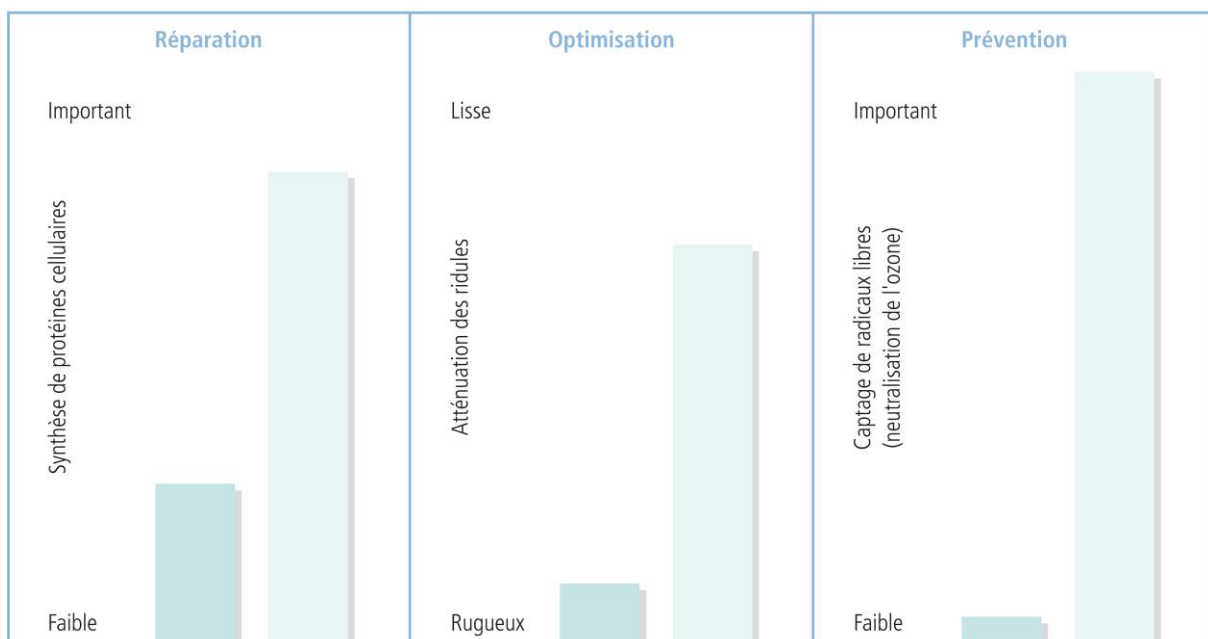 Réparation
Important
Synthèse de protéines cellulaires
Faible
Optimisation
Lisse
Atténuation des ridules
Rugueux
Prévention
Important
Captage de radicaux libres
(neutralisation de l'ozone)
Faible